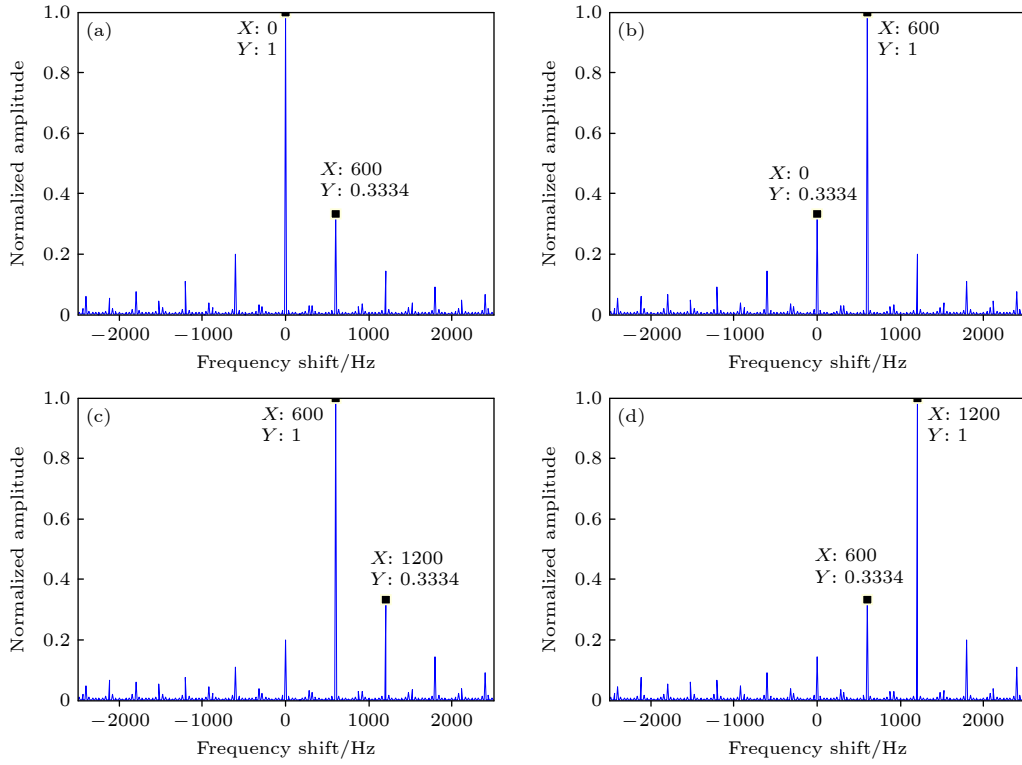 (a)
X: 0
Y: 1
X: 600
Y: 0.3334
1.0
0.8
0.6
0.4
0.2
0
−2000
−1000
0
1000
2000
Normalized amplitude
Frequency shift/Hz
(b)
X: 600
Y: 1
X: 0
Y: 0.3334
1.0
0.8
0.6
0.4
0.2
0
−2000
−1000
0
1000
2000
Normalized amplitude
Frequency shift/Hz
(c)
X: 600
Y: 1
X: 1200
Y: 0.3334
1.0
0.8
0.6
0.4
0.2
0
−2000
−1000
0
1000
2000
Normalized amplitude
Frequency shift/Hz
(d)
X: 1200
Y: 1
X: 600
Y: 0.3334
1.0
0.8
0.6
0.4
0.2
0
−2000
−1000
0
1000
2000
Normalized amplitude
Frequency shift/Hz